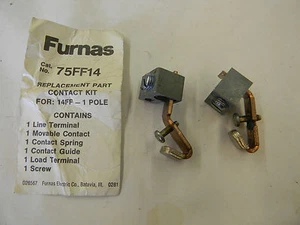 Furnas
Cat. No. 75FF14
REPLACEMENT PART
CONTACT KIT
FOR: 14FF - 1 POLE
CONTAINS
1 Line Terminal
1 Movable Contact
1 Contact Spring
1 Contact Guide
1 Load Terminal
1 Screw
Furnas Electric Co., Batavia, Ill. 0281